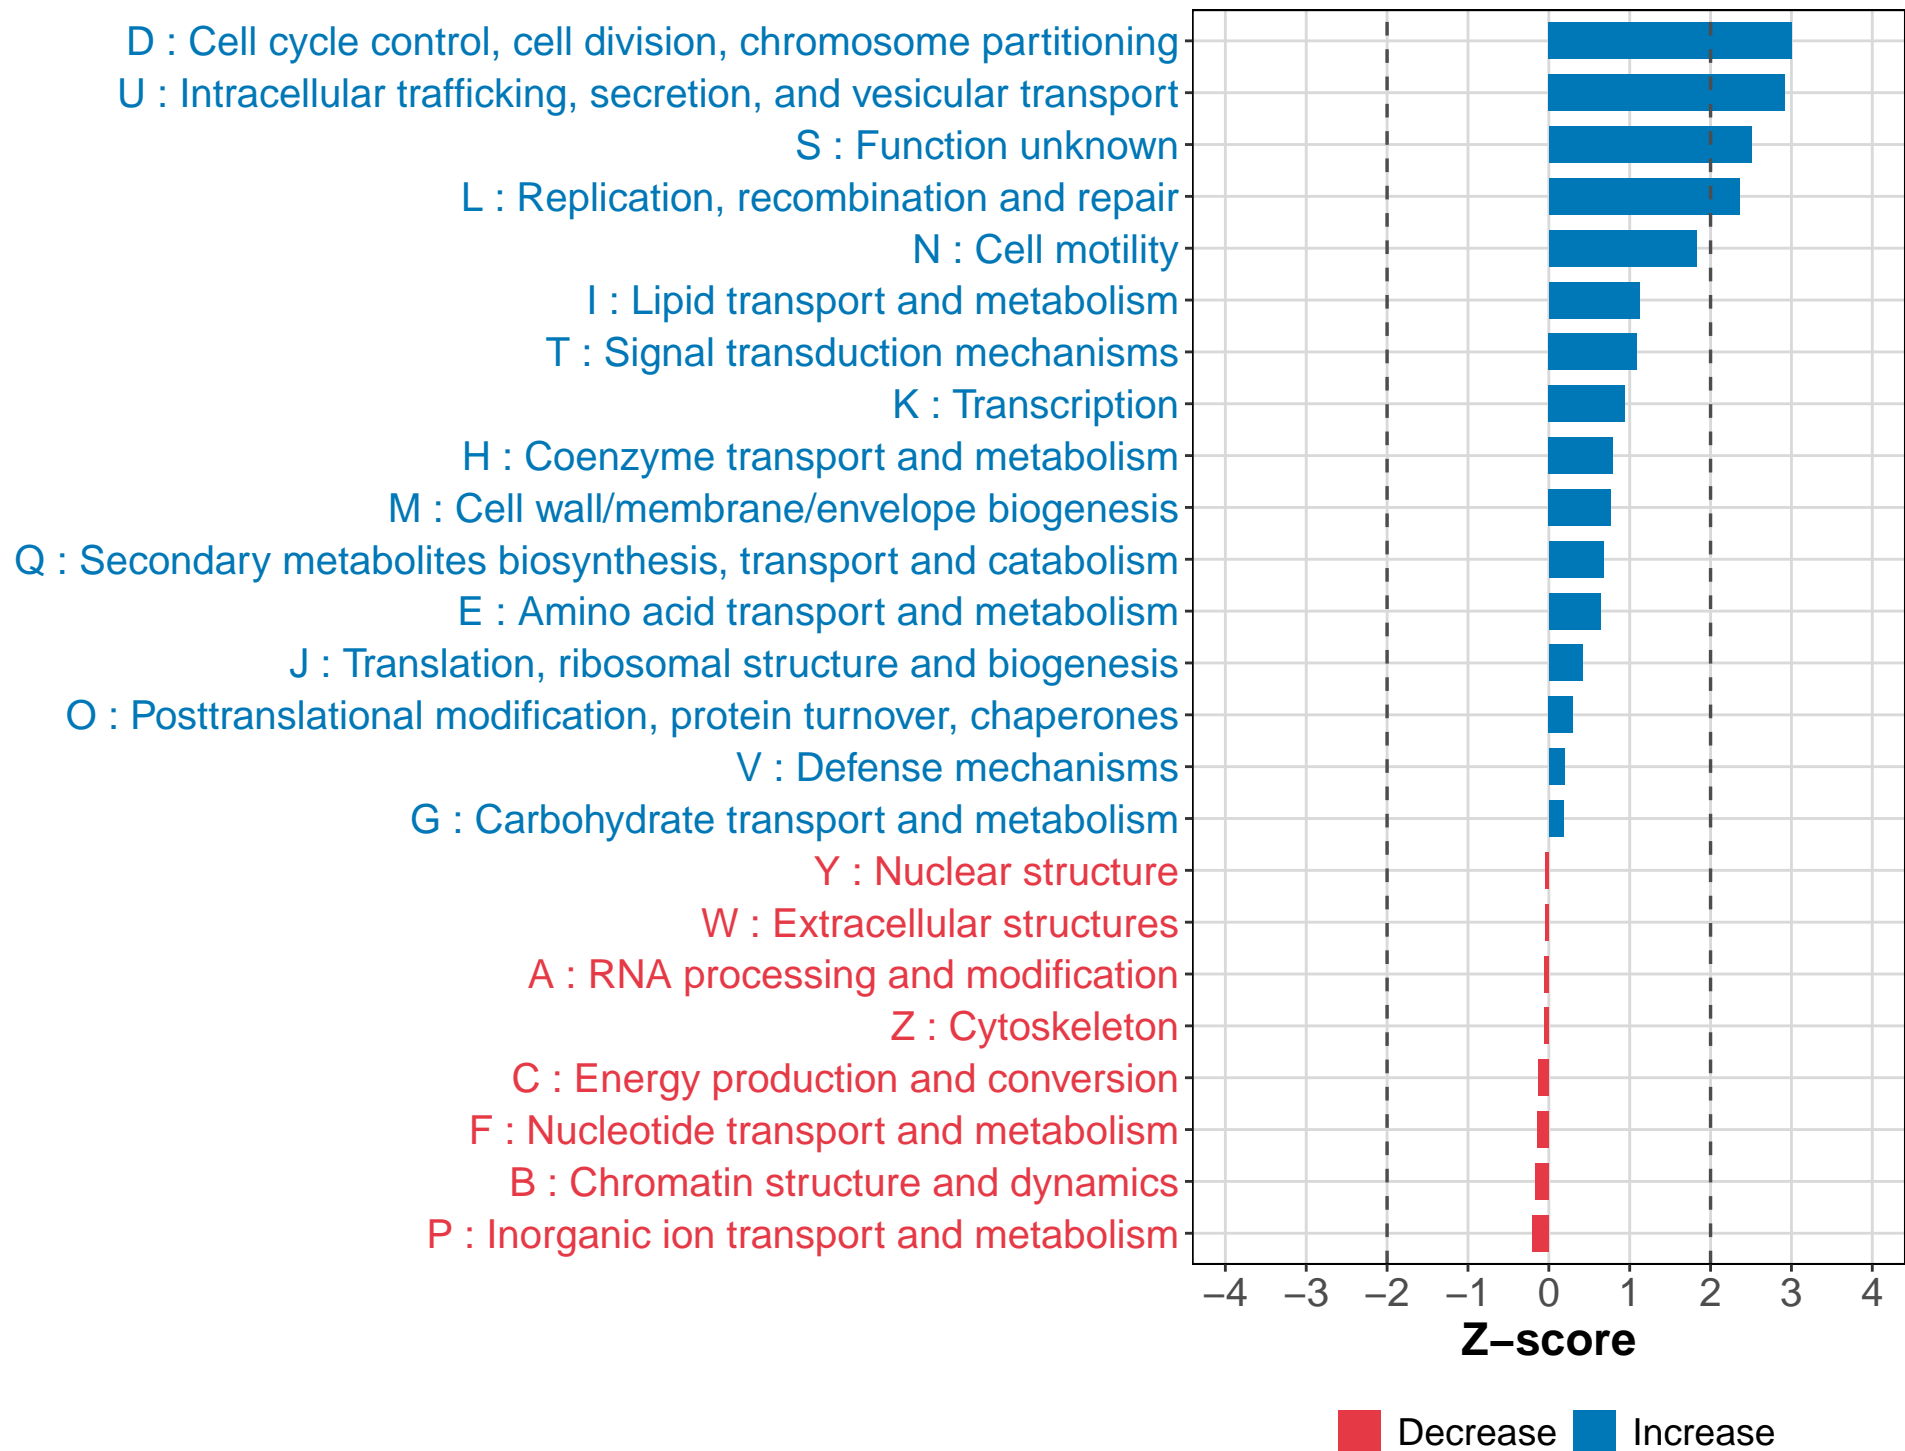 D : Cell cycle control, cell division, chromosome partitioning
U : Intracellular trafficking, secretion, and vesicular transport
S : Function unknown
L : Replication, recombination and repair
N : Cell motility
I : Lipid transport and metabolism
T : Signal transduction mechanisms
K : Transcription
H : Coenzyme transport and metabolism
M : Cell wall/membrane/envelope biogenesis
Q : Secondary metabolites biosynthesis, transport and catabolism
E : Amino acid transport and metabolism
J : Translation, ribosomal structure and biogenesis
O : Posttranslational modification, protein turnover, chaperones
V : Defense mechanisms
G : Carbohydrate transport and metabolism
Y : Nuclear structure
W : Extracellular structures
A : RNA processing and modification
Z : Cytoskeleton
C : Energy production and conversion
F : Nucleotide transport and metabolism
B : Chromatin structure and dynamics
P : Inorganic ion transport and metabolism
−4 −3 −2 −1 0 1 2 3 4
Z−score
Decrease Increase